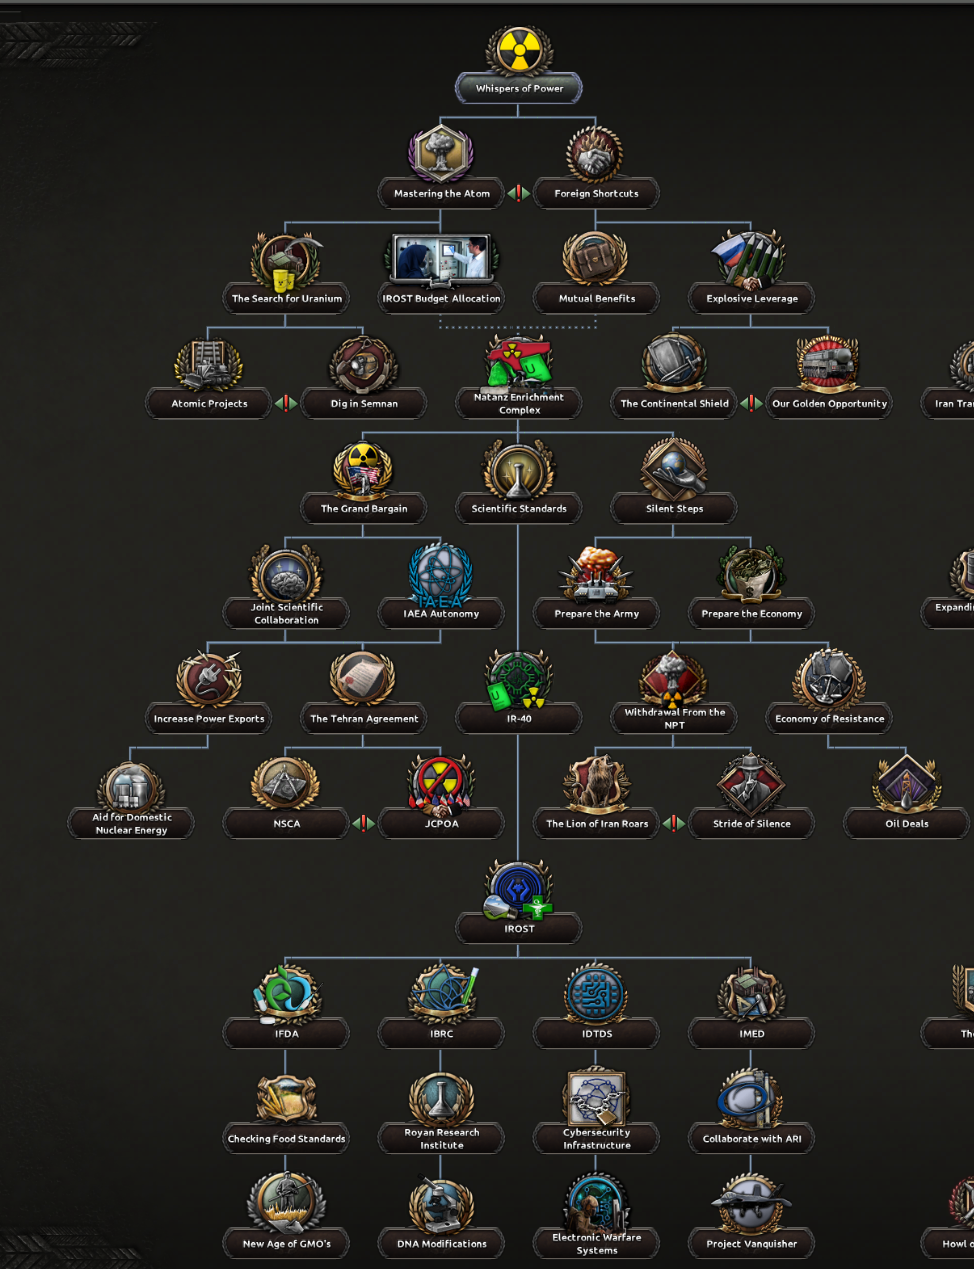 Whispers of Power
Mastering the Atom
Foreign Shortcuts
The Search for Uranium
IROST Budget Allocation
Mutual Benefits
Explosive Leverage
Atomic Projects
Dig in Semnan
Natanz Enrichment
Complex
The Continental Shield
Our Golden Opportunity
Iran Tran
The Grand Bargain
Scientific Standards
Silent Steps
IAEA
Joint Scientific
Collaboration
IAEA Autonomy
Prepare the Army
Prepare the Economy
Expandin
Increase Power Exports
The Tehran Agreement
IR-40
Withdrawal From the
NPT
Economy of Resistance
Aid for Domestic
Nuclear Energy
NSCA
JCPOA
The Lion of Iran Roars
Stride of Silence
Oil Deals
IROST
IFDA
IBRC
IDTDS
IMED
The
Checking Food Standards
Royan Research
Institute
Cybersecurity
Infrastructure
Collaborate with ARI
New Age of GMO's
DNA Modifications
Electronic Warfare
Systems
Project Vanquisher
Howl o